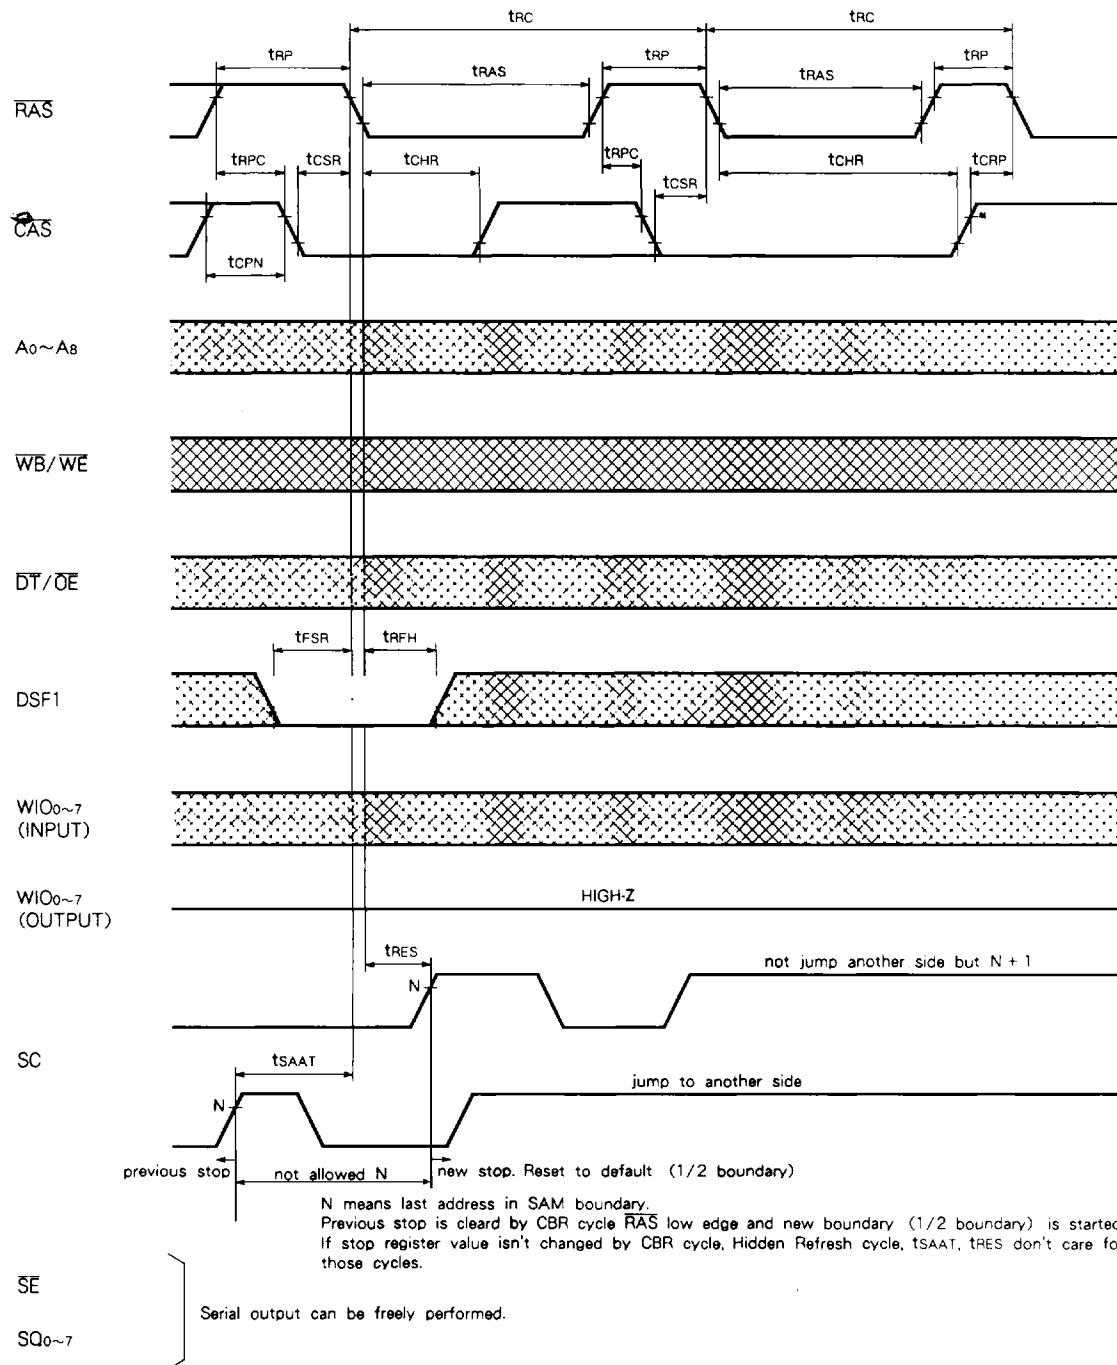 tRC tRC
tRP tRAS tRP tRAS tRP
RAS
tRPC tCSR tCHR tRPC tCSR tCHR tCRP
CAS
tCPN
A0~A8
WB/WE
DT/OE
tFSR tRFH
DSF1
WIO0~7
(INPUT)
WIO0~7
(OUTPUT)
HIGH-Z
tRES
not jump another side but N + 1
N
SC
tSAAT
jump to another side
N
previous stop
not allowed N
new stop. Reset to default (1/2 boundary)
N means last address in SAM boundary.
Previous stop is cleard by CBR cycle RAS low edge and new boundary (1/2 boundary) is started
If stop register value isn't changed by CBR cycle, Hidden Refresh cycle, tSAAT, tRES don't care fo
those cycles.
SE
Serial output can be freely performed.
SQ0~7